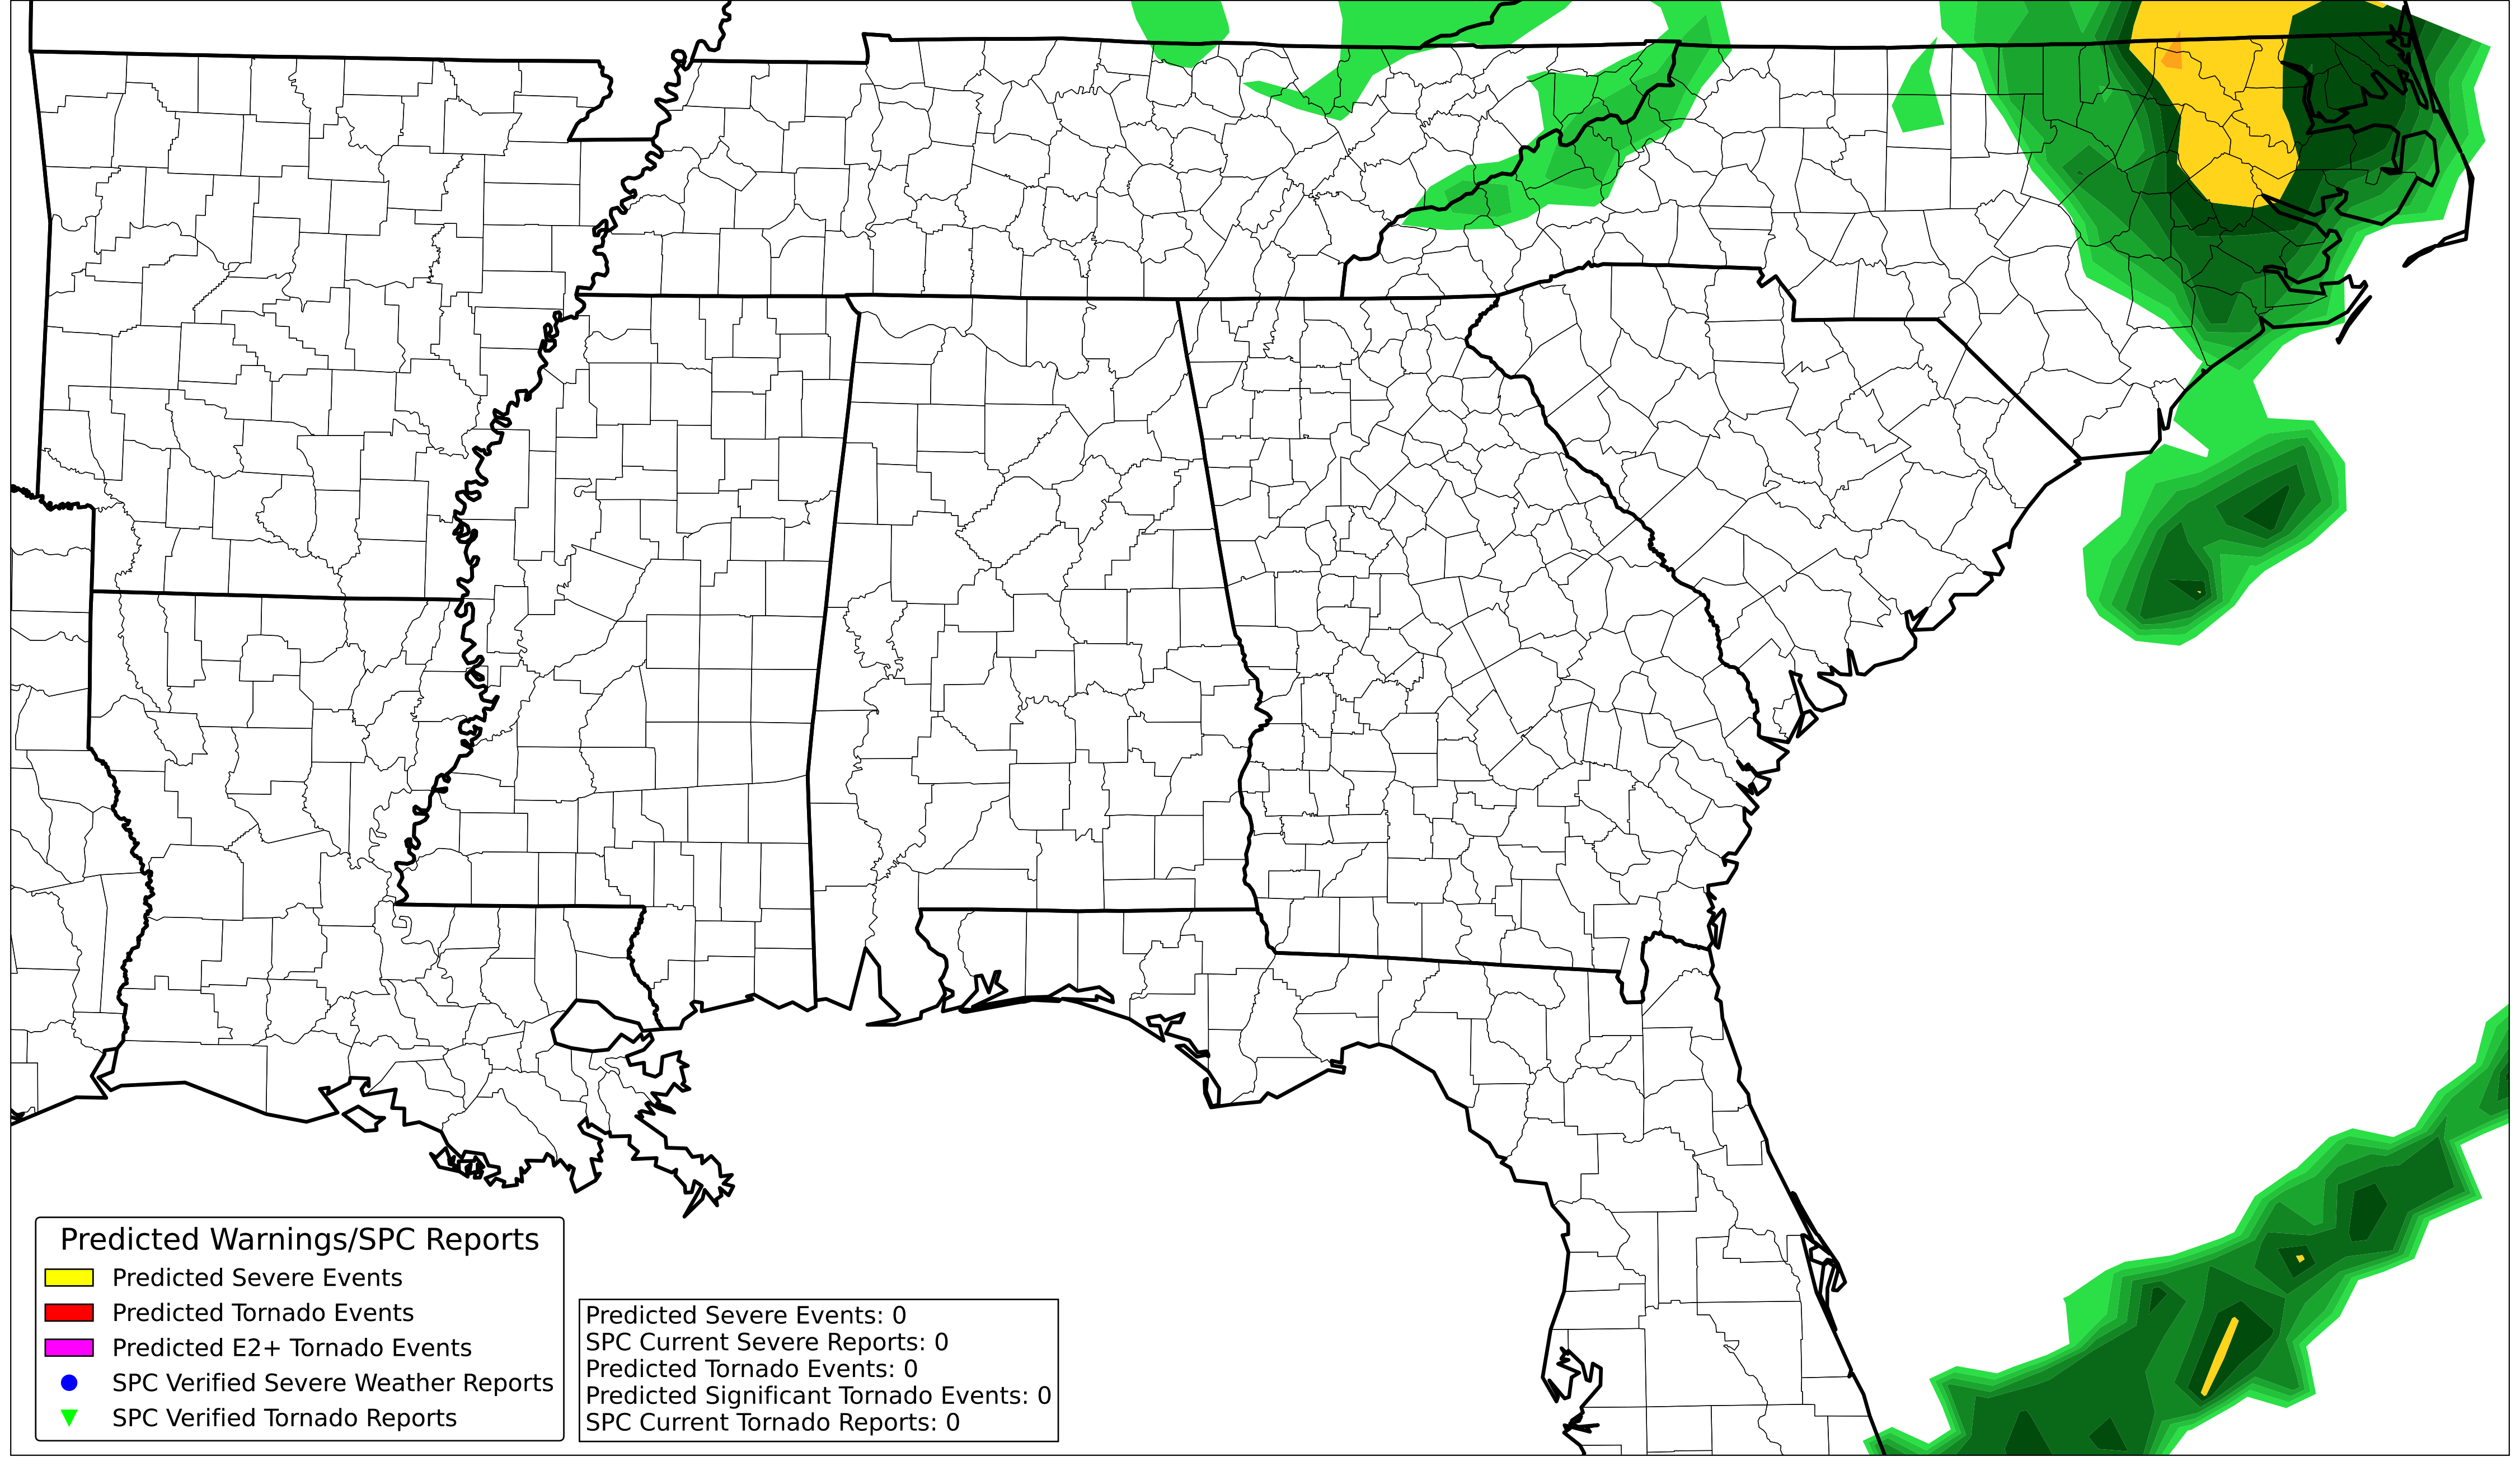 Predicted Warnings/SPC Reports
Predicted Severe Events
Predicted Tornado Events
Predicted E2+ Tornado Events
SPC Verified Severe Weather Reports
SPC Verified Tornado Reports
Predicted Severe Events: 0
SPC Current Severe Reports: 0
Predicted Tornado Events: 0
Predicted Significant Tornado Events: 0
SPC Current Tornado Reports: 0